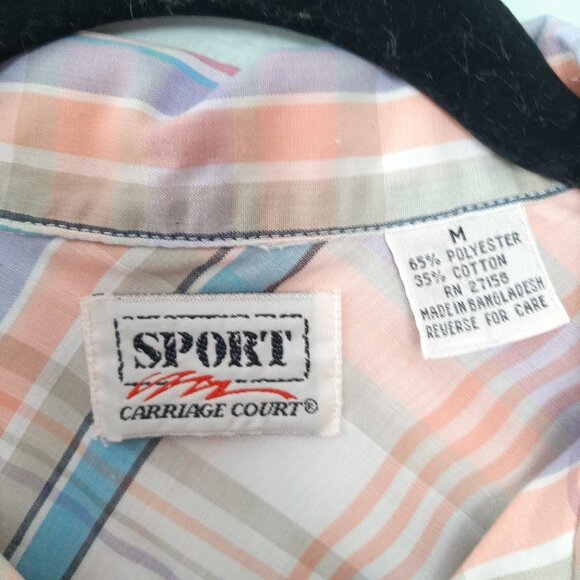 SPORT
CARRIAGE COURT®
M
65% POLYESTER
35% COTTON
RN 27158
MADE IN BANGLADESH
REVERSE FOR CARE